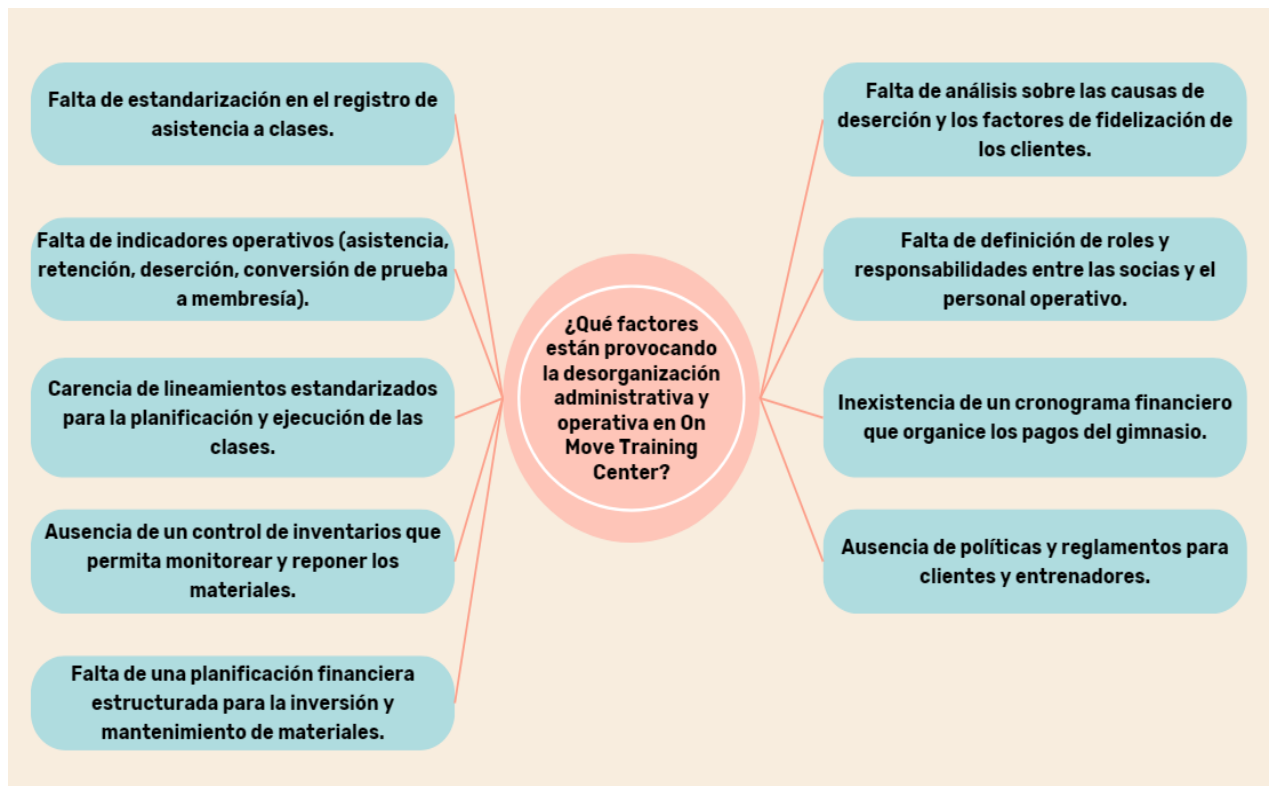 Falta de estandarización en el registro de
asistencia a clases.
Falta de indicadores operativos (asistencia,
retención, deserción, conversión de prueba
a membresía).
Carencia de lineamientos estandarizados
para la planificación y ejecución de las
clases.
Ausencia de un control de inventarios que
permita monitorear y reponer los
materiales.
Falta de una planificación financiera
estructurada para la inversión y
mantenimiento de materiales.
¿Qué factores
están provocando
la desorganización
administrativa y
operativa en On
Move Training
Center?
Falta de análisis sobre las causas de
deserción y los factores de fidelización de
los clientes.
Falta de definición de roles y
responsabilidades entre las socias y el
personal operativo.
Inexistencia de un cronograma financiero
que organice los pagos del gimnasio.
Ausencia de políticas y reglamentos para
clientes y entrenadores.